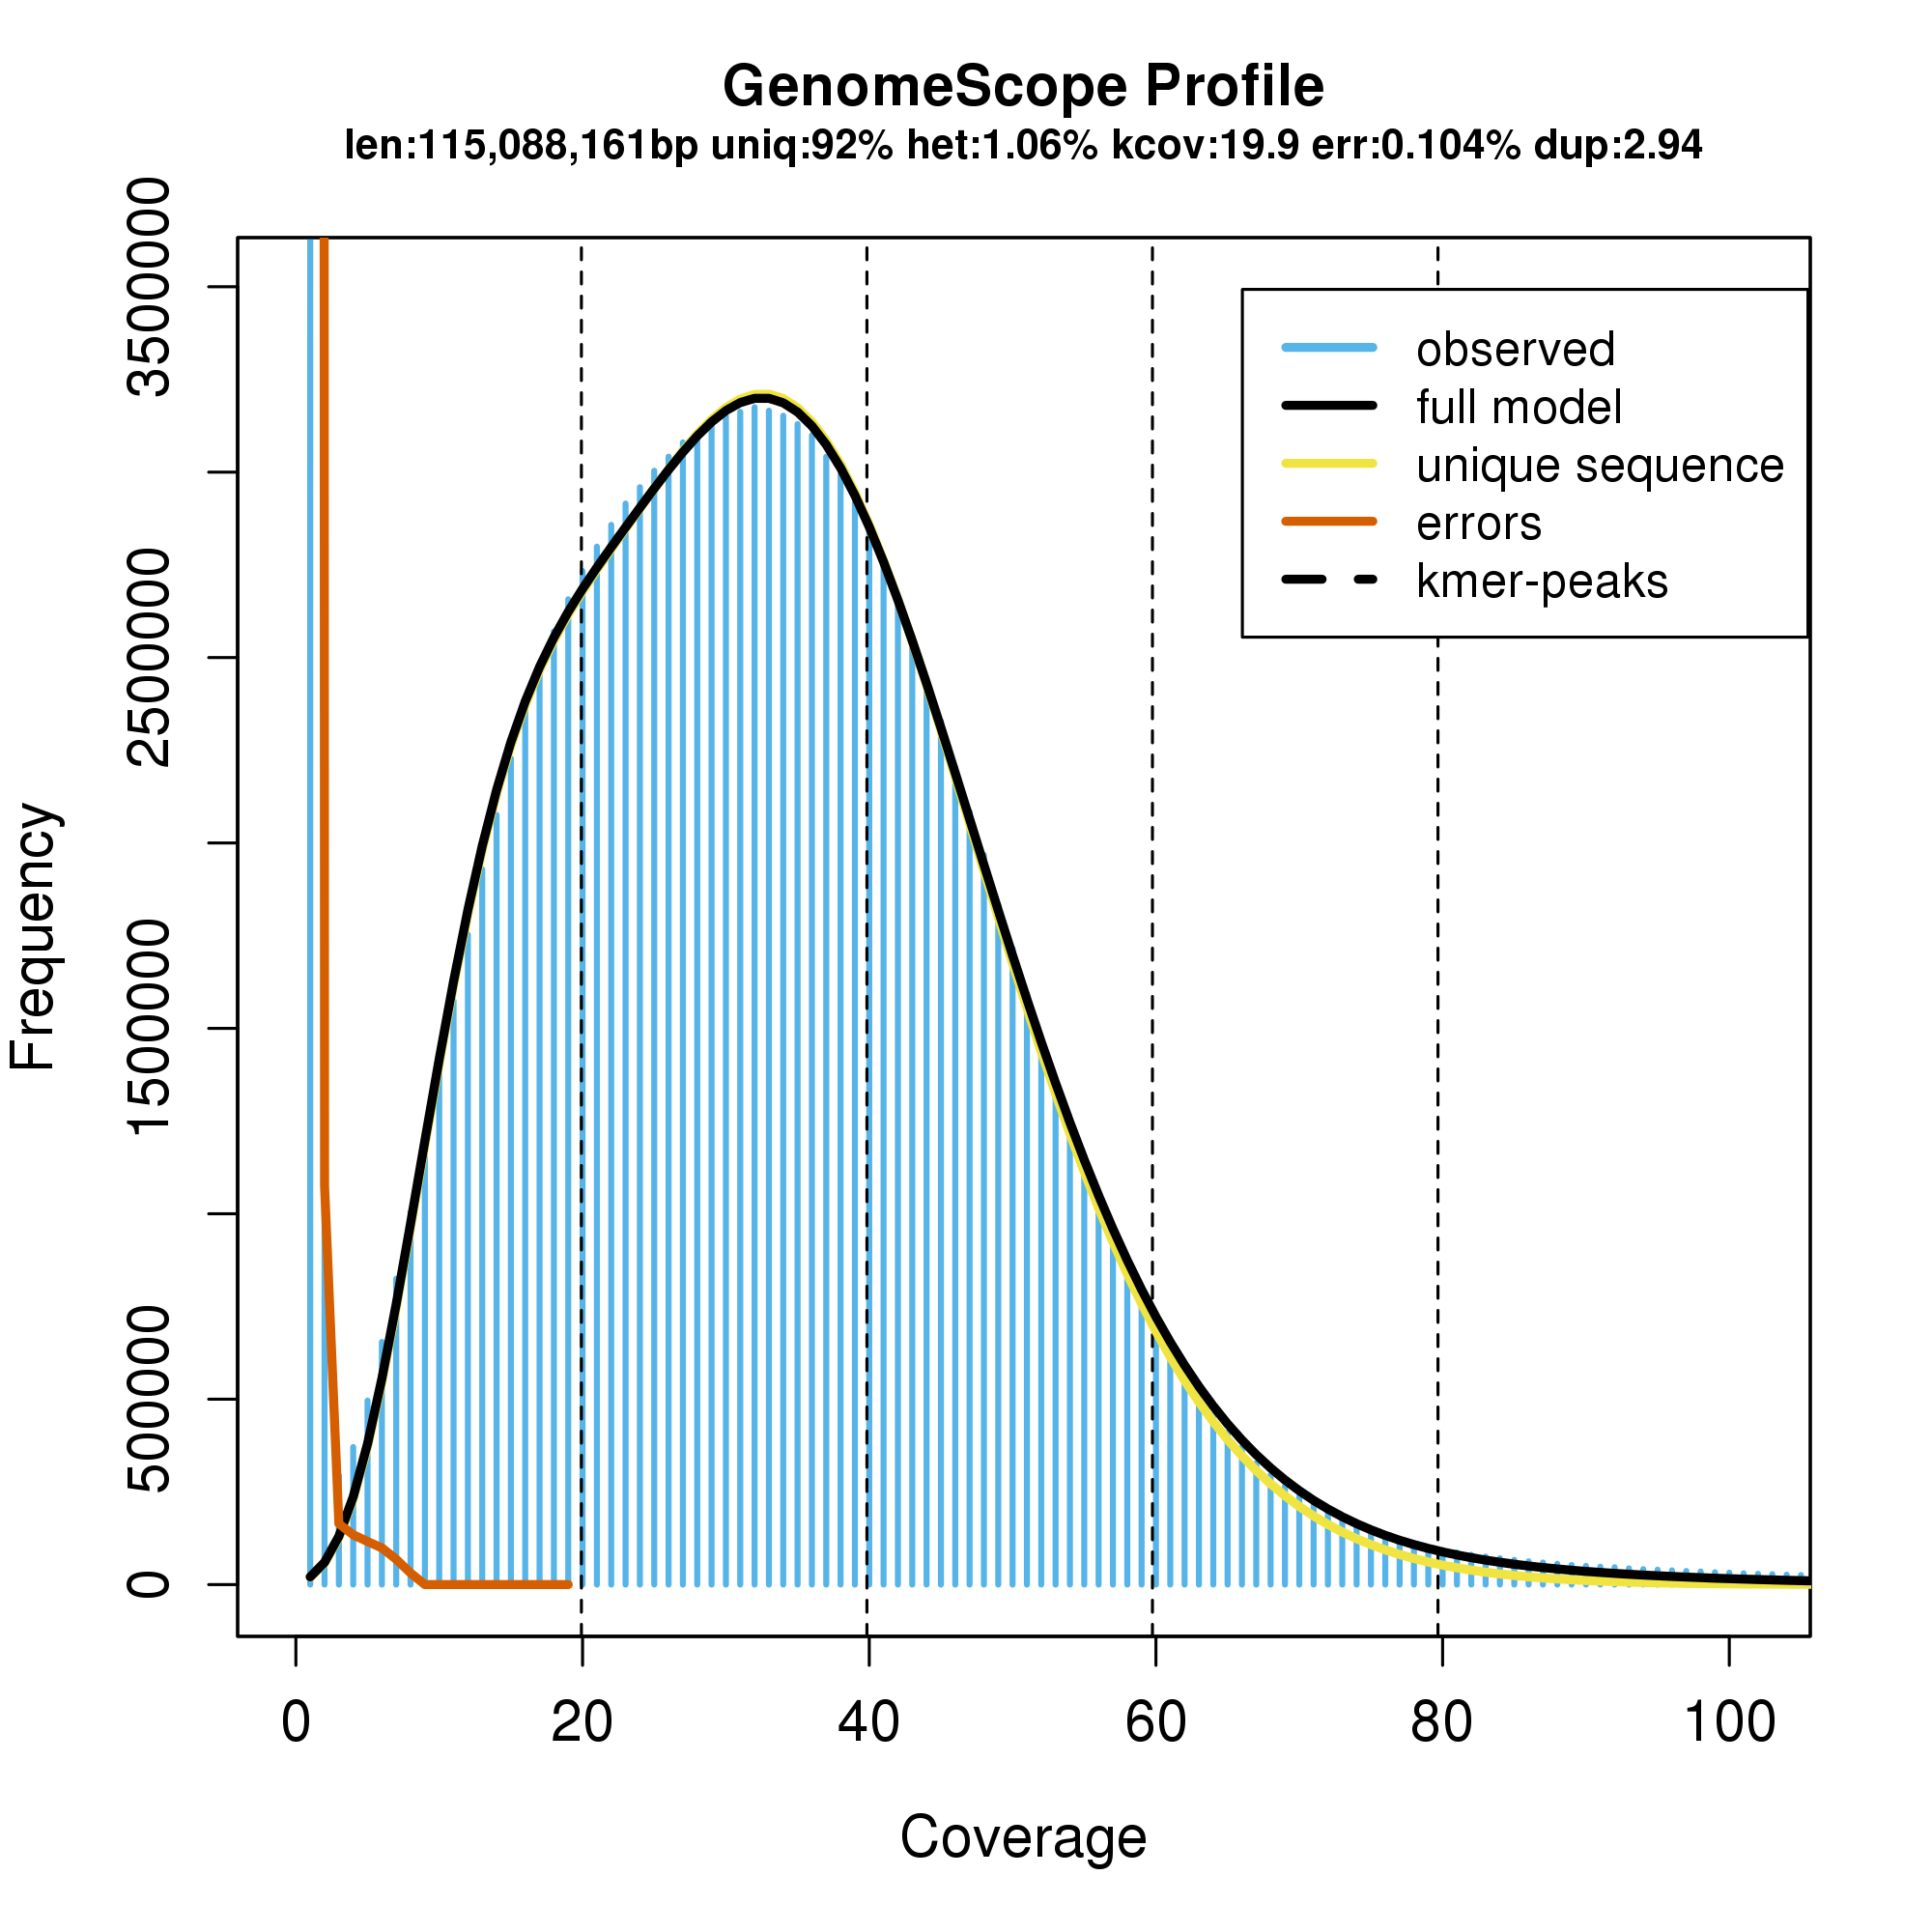 GenomeScope Profile
len:115,088,161bp uniq:92% het:1.06% kcov:19.9 err:0.104% dup:2.94
Frequency
3500000
2500000
1500000
500000
0
observed
full model
unique sequence
errors
kmer-peaks
0 20 40 60 80 100
Coverage